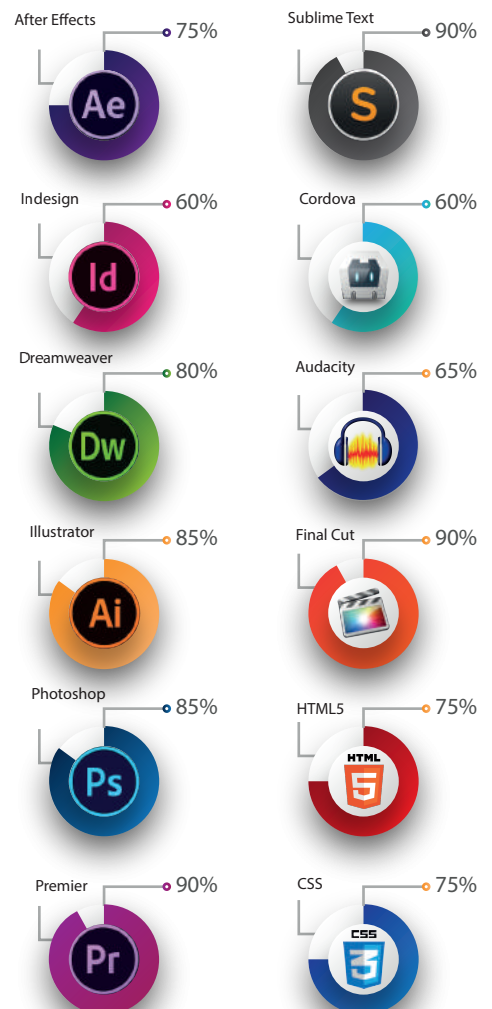 After Effects
75%
Ae
Sublime Text
90%
S
Indesign
60%
Id
Cordova
60%
Dreamweaver
80%
Dw
Audacity
65%
Illustrator
85%
Ai
Final Cut
90%
Photoshop
85%
Ps
HTML5
75%
HTML
5
Premier
90%
Pr
CSS
75%
CSS
3